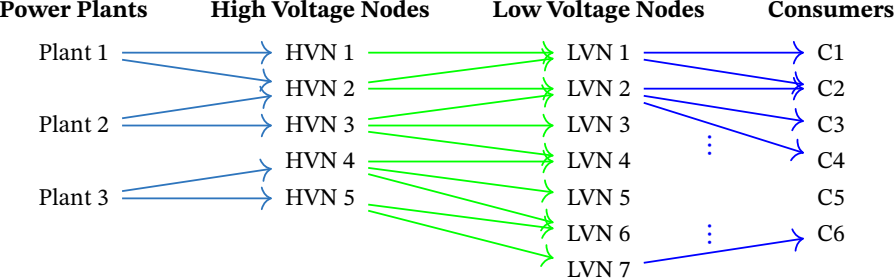 Power Plants High Voltage Nodes Low Voltage Nodes Consumers
Plant 1 HVN 1 LVN 1 C1
HVN 2 LVN 2 C2
Plant 2 HVN 3 LVN 3 C3
HVN 4 LVN 4 C4
Plant 3 HVN 5 LVN 5 C5
LVN 6 C6
LVN 7